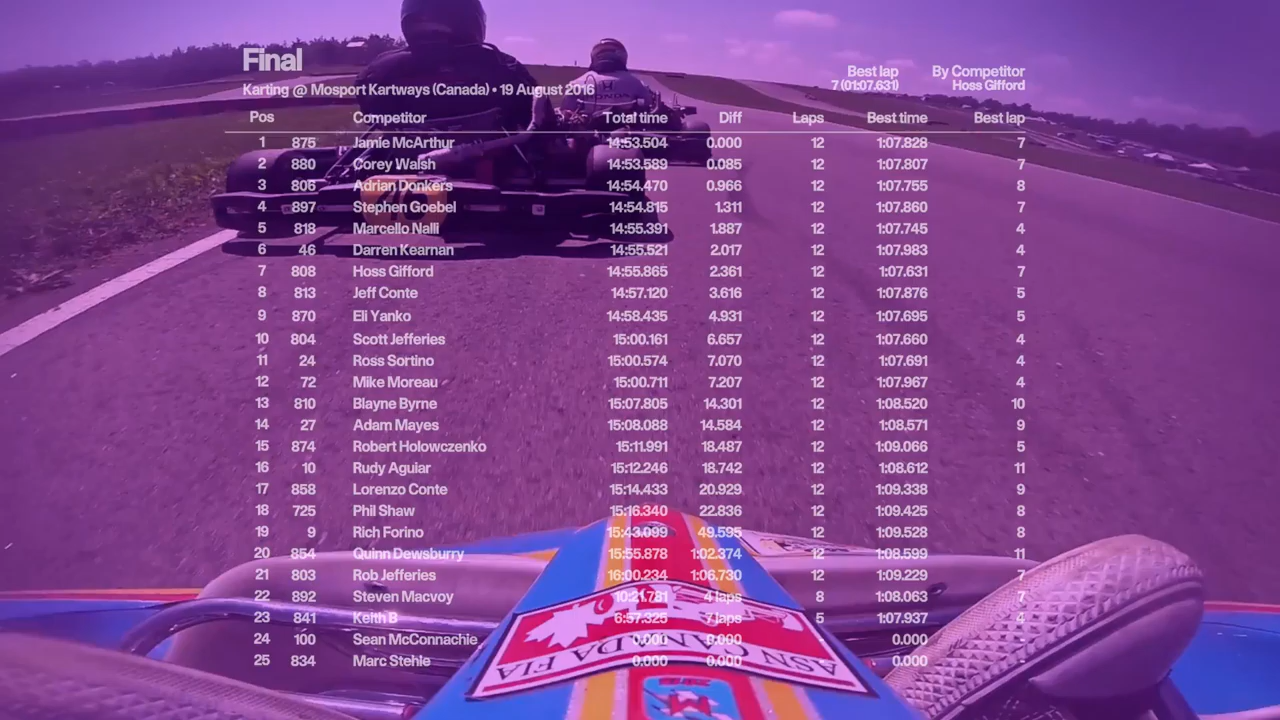 Final
Karting @ Mosport Kartways (Canada) • 19 August 2016
Best lap By Competitor
7 (01:07.631) Hoss Gifford
Pos Competitor Total time Diff Laps Best time Best lap
1 875 Jamie McArthur 14:53.504 0.000 12 1:07.828 7
2 880 Corey Walsh 14:53.589 0.085 12 1:07.807 7
3 805 Adrian Donkers 14:54.470 0.966 12 1:07.755 8
4 897 Stephen Goebel 14:54.815 1.311 12 1:07.860 7
5 818 Marcello Nalli 14:55.391 1.887 12 1:07.745 4
6 46 Darren Kearnan 14:55.521 2.017 12 1:07.983 4
7 808 Hoss Gifford 14:55.865 2.361 12 1:07.631 7
8 813 Jeff Conte 14:57.120 3.616 12 1:07.876 5
9 870 Eli Yanko 14:58.435 4.931 12 1:07.695 5
10 804 Scott Jefferies 15:00.161 6.657 12 1:07.660 4
11 24 Ross Sortino 15:00.574 7.070 12 1:07.691 4
12 72 Mike Moreau 15:00.711 7.207 12 1:07.967 4
13 810 Blayne Byrne 15:07.805 14.301 12 1:08.520 10
14 27 Adam Mayes 15:08.088 14.584 12 1:08,571 9
15 874 Robert Holowczenko 15:11.991 18.487 12 1:09.066 5
16 10 Rudy Aguiar 15:12.246 18.742 12 1:08.612 11
17 858 Lorenzo Conte 15:14.433 20.929 12 1:09.338 9
18 725 Phil Shaw 15:16.340 22.836 12 1:09.425 8
19 9 Rich Forino 15:43.099 49.595 12 1:09.528 8
20 854 Quinn Dewsburry 15:55.878 1:02.374 12 1:08.599 11
21 803 Rob Jefferies 16:00.234 1:06.730 12 1:09.229 7
22 892 Steven Macvoy 10:21.781 4 laps 8 1:08.063 7
23 841 Keith B 6:57.325 7 laps 5 1:07.937 4
24 100 Sean McConnachie 0.000 0.000 0.000
25 834 Marc Stehle 0.000 0.000 0.000
HONDA
ASN CANADA FIA